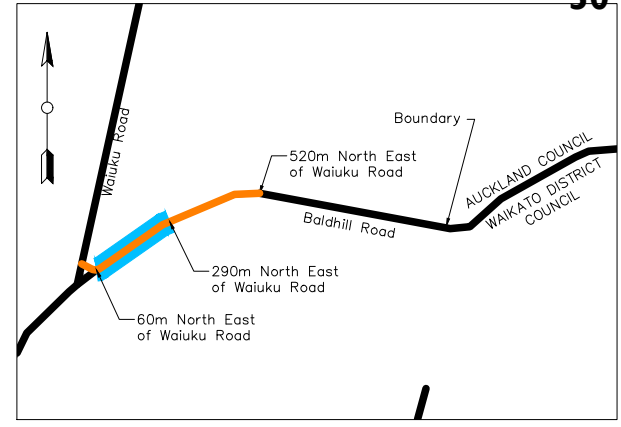 Waiuku Road
Boundary
AUCKLAND COUNCIL
WAIKATO DISTRICT
COUNCIL
520m North East
of Waiuku Road
Baldhill Road
290m North East
of Waiuku Road
60m North East
of Waiuku Road